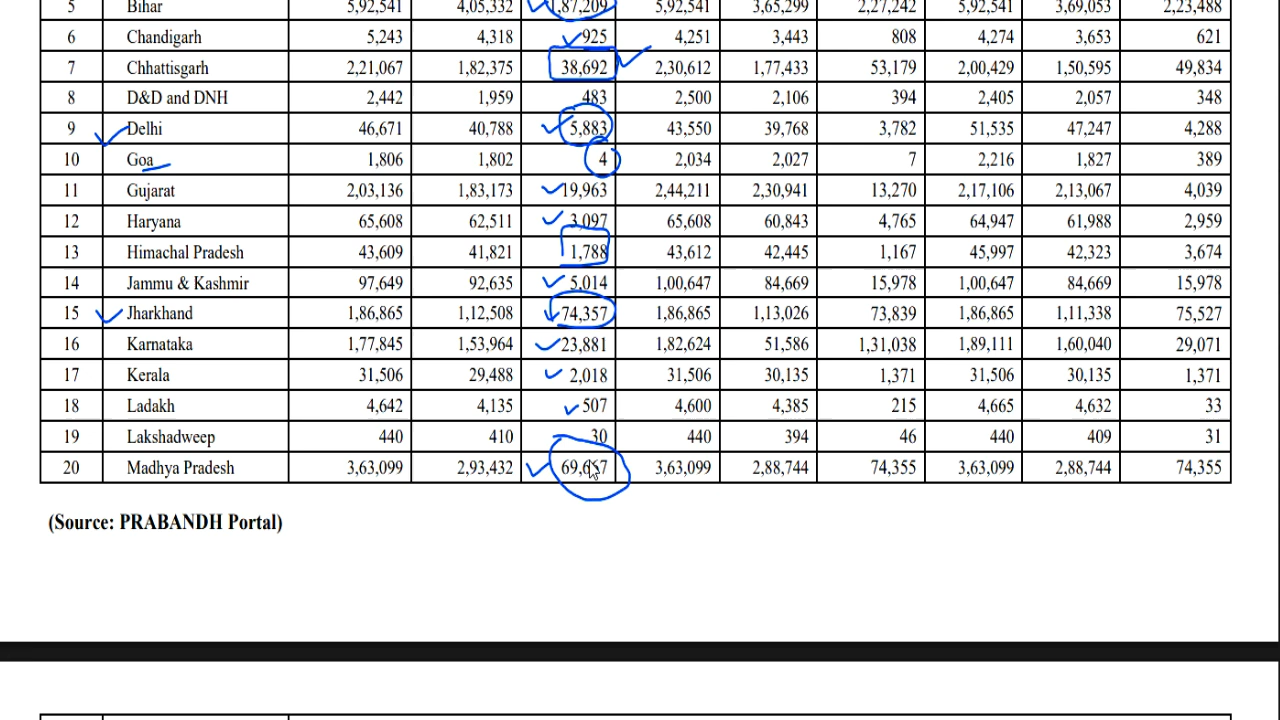 5 Bihar 5,92,541 4,05,332 1,87,209 5,92,541 3,65,299 2,27,242 5,92,541 3,69,053 2,23,488
6 Chandigarh 5,243 4,318 925 4,251 3,443 808 4,274 3,653 621
7 Chhattisgarh 2,21,067 1,82,375 38,692 2,30,612 1,77,433 53,179 2,00,429 1,50,595 49,834
8 D&D and DNH 2,442 1,959 483 2,500 2,106 394 2,405 2,057 348
9 Delhi 46,671 40,788 5,883 43,550 39,768 3,782 51,535 47,247 4,288
10 Goa 1,806 1,802 4 2,034 2,027 7 2,216 1,827 389
11 Gujarat 2,03,136 1,83,173 19,963 2,44,211 2,30,941 13,270 2,17,106 2,13,067 4,039
12 Haryana 65,608 62,511 3,097 65,608 60,843 4,765 64,947 61,988 2,959
13 Himachal Pradesh 43,609 41,821 1,788 43,612 42,445 1,167 45,997 42,323 3,674
14 Jammu & Kashmir 97,649 92,635 5,014 1,00,647 84,669 15,978 1,00,647 84,669 15,978
15 Jharkhand 1,86,865 1,12,508 74,357 1,86,865 1,13,026 73,839 1,86,865 1,11,338 75,527
16 Karnataka 1,77,845 1,53,964 23,881 1,82,624 51,586 1,31,038 1,89,111 1,60,040 29,071
17 Kerala 31,506 29,488 2,018 31,506 30,135 1,371 31,506 30,135 1,371
18 Ladakh 4,642 4,135 507 4,600 4,385 215 4,665 4,632 33
19 Lakshadweep 440 410 30 440 394 46 440 409 31
20 Madhya Pradesh 3,63,099 2,93,432 69,667 3,63,099 2,88,744 74,355 3,63,099 2,88,744 74,355
(Source: PRABANDH Portal)